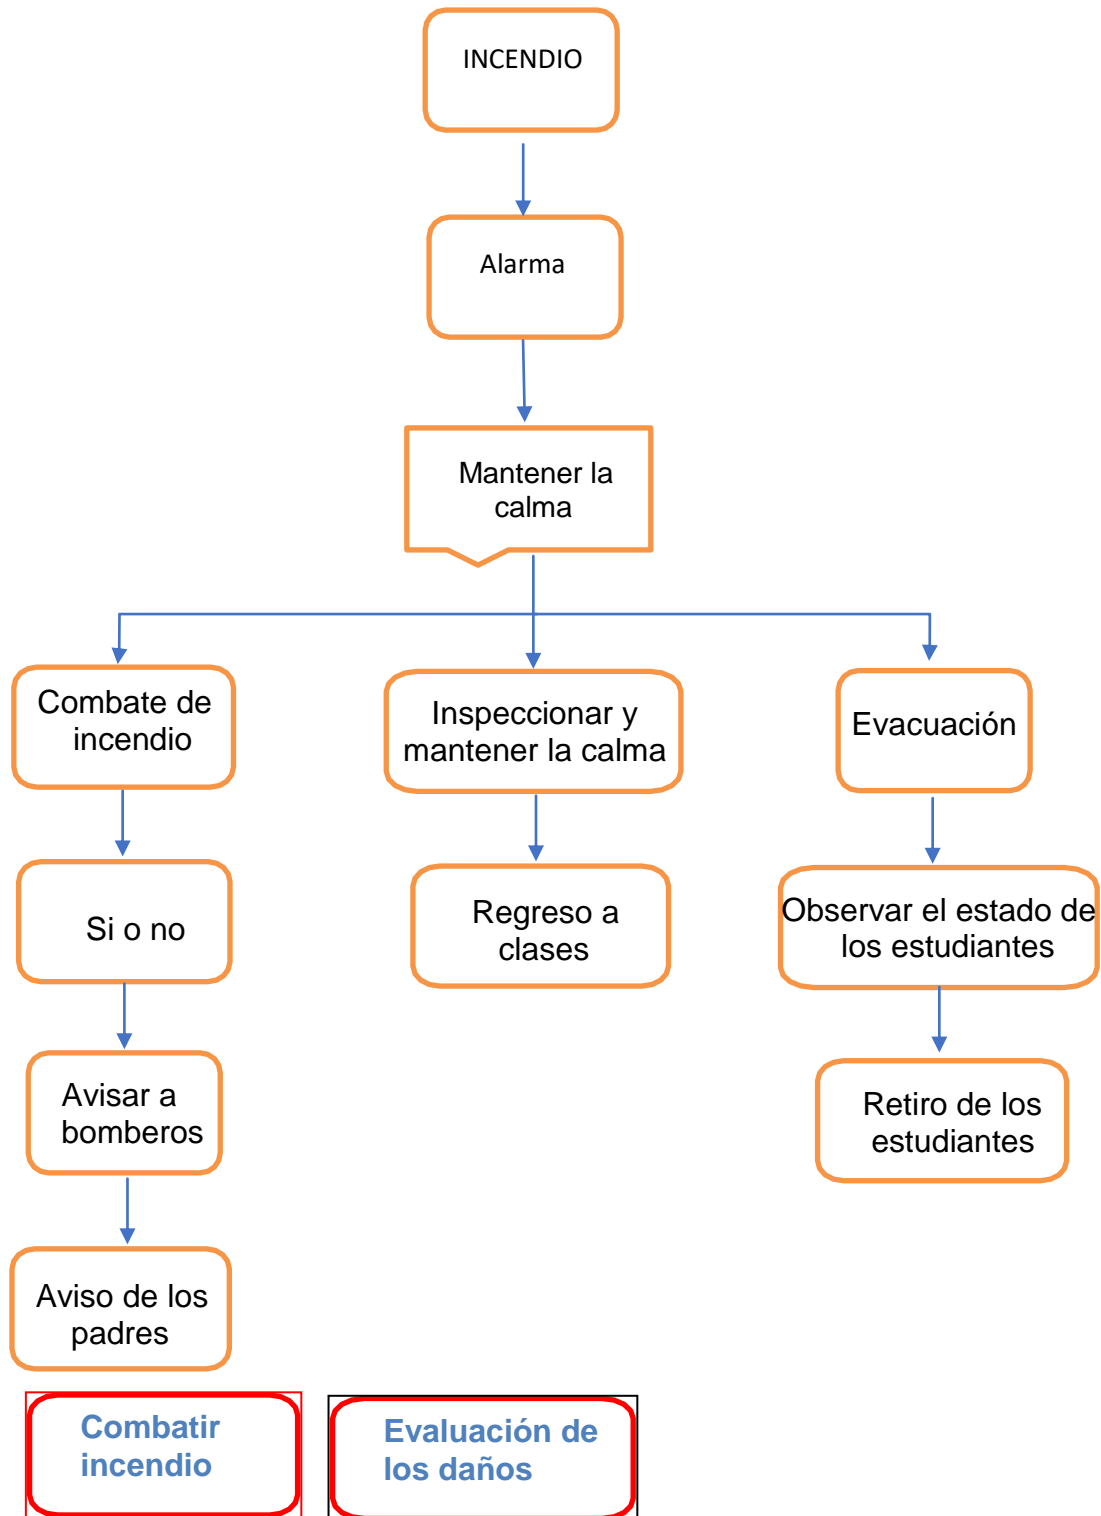 INCENDIO
Alarma
Mantener la
calma
Combate de
incendio
Inspeccionar y
mantener la calma
Evacuación
Si o no
Regreso a
clases
Observar el estado de
los estudiantes
Avisar a
bomberos
Retiro de los
estudiantes
Aviso de los
padres
Combatir
incendio
Evaluación de
los daños